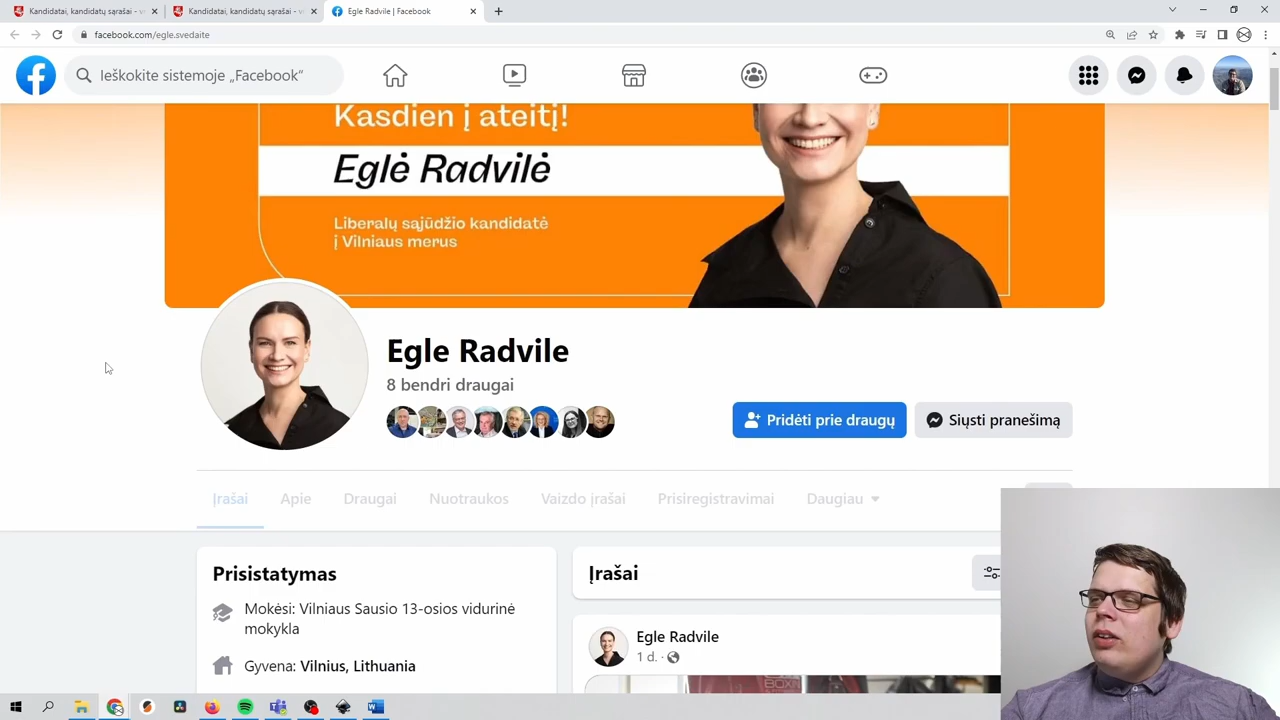 Kandidatai, kandidatų sąrašai - v
Kandidatai, kandidatų sąrašai - v
Egle Radvile | Facebook
facebook.com/egle.svedaite
Ieškokite sistemoje „Facebook“
Kasdien į ateitį!
Eglė Radvilė
Liberalų sąjūdžio kandidatė
į Vilniaus merus
Egle Radvile
8 bendri draugai
Pridėti prie draugų
Siųsti pranešimą
Įrašai
Apie
Draugai
Nuotraukos
Vaizdo įrašai
Prisiregistravimai
Daugiau
Prisistatymas
Mokėsi: Vilniaus Sausio 13-osios vidurinė
mokykla
Gyvena: Vilnius, Lithuania
Įrašai
Egle Radvile
1 d.